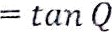 = tan Q